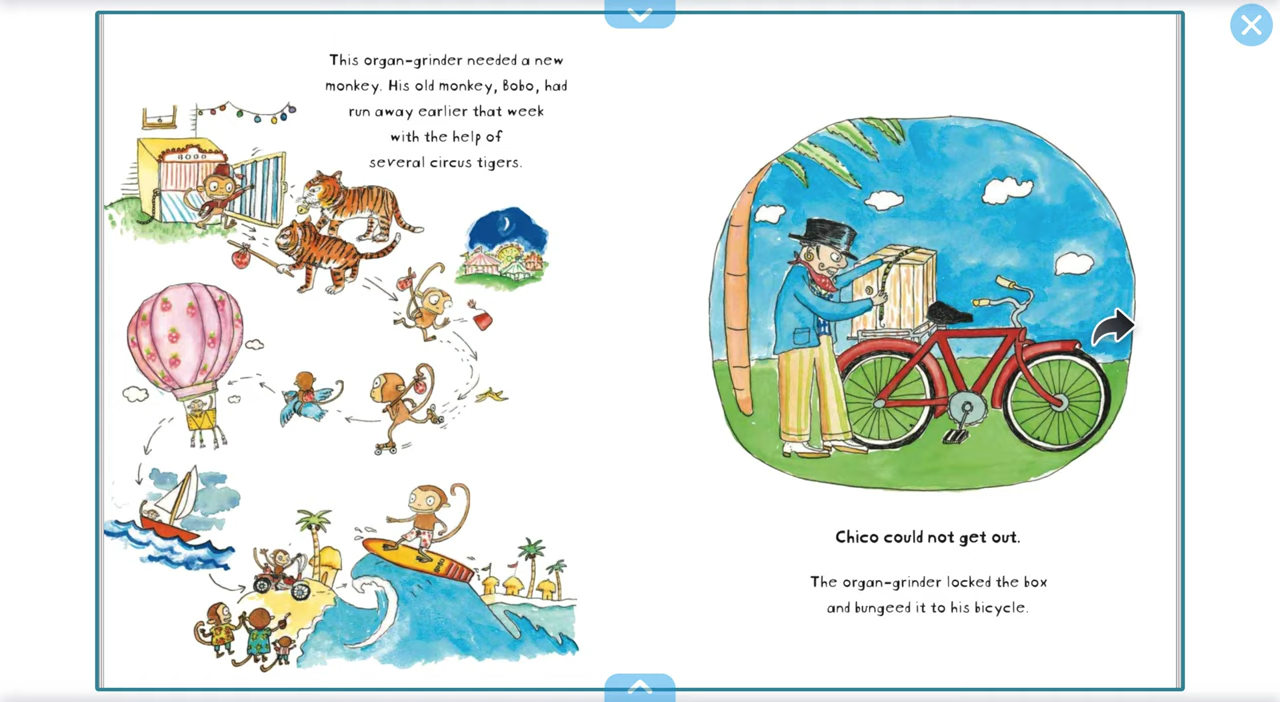 This organ-grinder needed a new
monkey. His old monkey, Bobo, had
run away earlier that week
with the help of
several circus tigers.
BOBO
Chico could not get out.
The organ-grinder locked the box
and bungeed it to his bicycle.